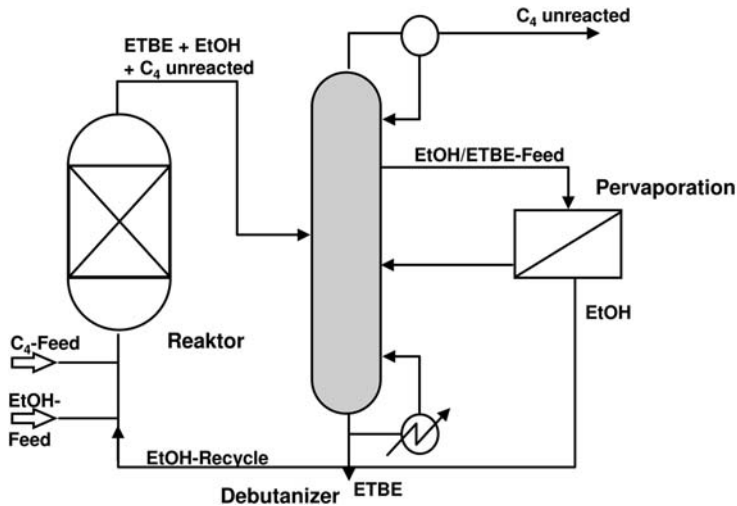 C4 unreacted
ETBE + EtOH
+ C4 unreacted
EtOH/ETBE-Feed
Pervaporation
EtOH
Reaktor
C4-Feed
EtOH-
Feed
EtOH-Recycle
ETBE
Debutanizer